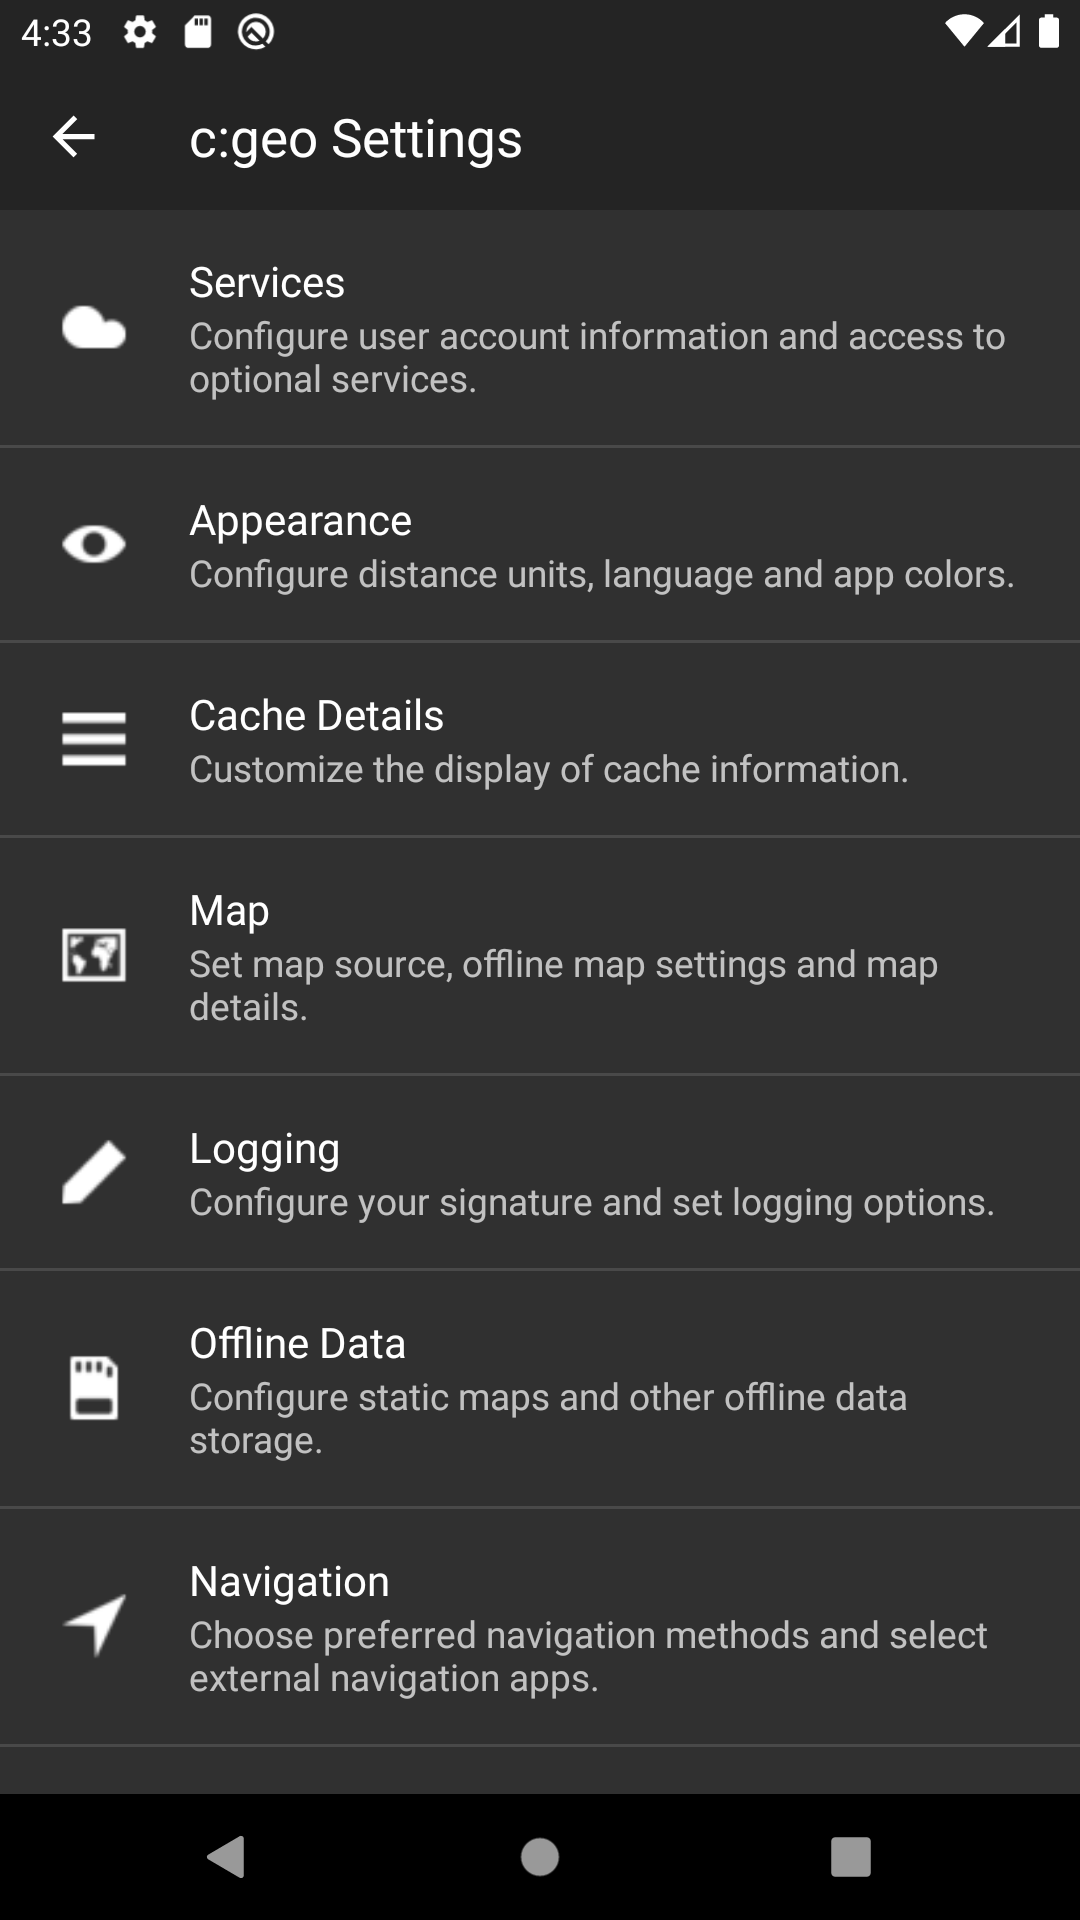 4:33
c:geo Settings
Services
Configure user account information and access to
optional services.
Appearance
Configure distance units, language and app colors.
Cache Details
Customize the display of cache information.
Map
Set map source, offline map settings and map
details.
Logging
Configure your signature and set logging options.
Offline Data
Configure static maps and other offline data
storage.
Navigation
Choose preferred navigation methods and select
external navigation apps.